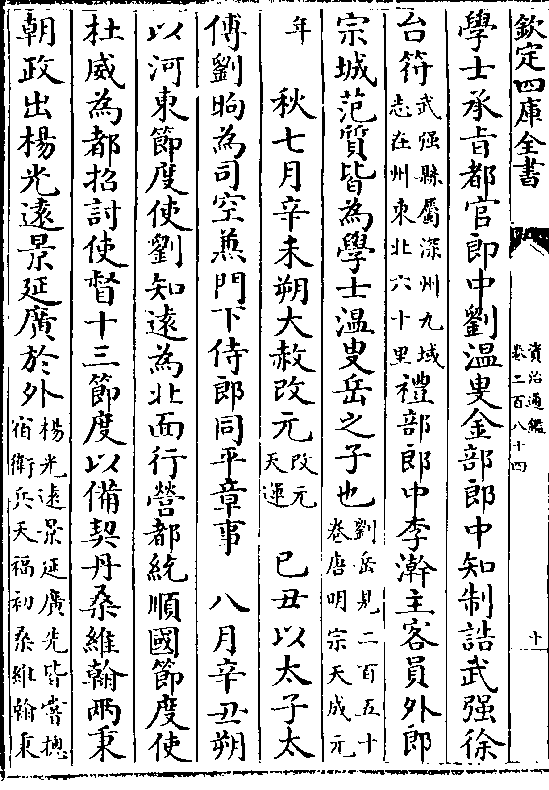 欽定四庫全書
資治通鑑
卷二百八十四
十
學士承旨都官郎中劉溫叟金部郎中知制誥武强徐
台符武强縣屬深州九域志在州東北六十里禮部郎中李澣主客員外郎
宗城范質皆為學士溫叟岳之子也劉岳見二百五十卷唐明宗天成元
年　秋七月辛未朔大赦改元改元天運　已丑以太子太
傅劉昫為司空兼門下侍郎同平章事　八月辛丑朔
以河東節度使劉知遠為北面行營都統順國節度使
杜威為都招討使督十三節度以備契丹桑維翰兩秉
朝政出楊光遠景延廣於外楊光遠景延廣先皆嘗揔宿衛兵天福初桑維翰秉